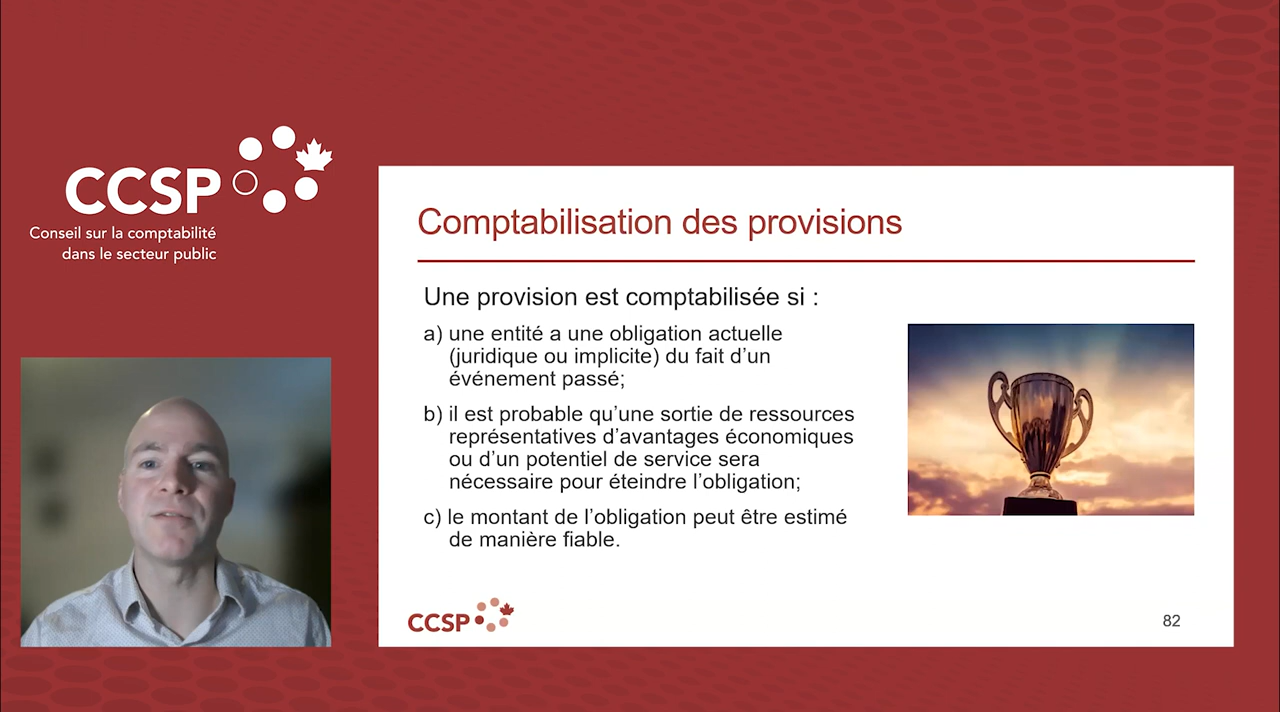 CCSP
Conseil sur la comptabilité
dans le secteur public
Comptabilisation des provisions
Une provision est comptabilisée si :
a) une entité a une obligation actuelle
(juridique ou implicite) du fait d’un
événement passé;
b) il est probable qu’une sortie de ressources
représentatives d’avantages économiques
ou d’un potentiel de service sera
nécessaire pour éteindre l’obligation;
c) le montant de l’obligation peut être estimé
de manière fiable.
CCSP
82